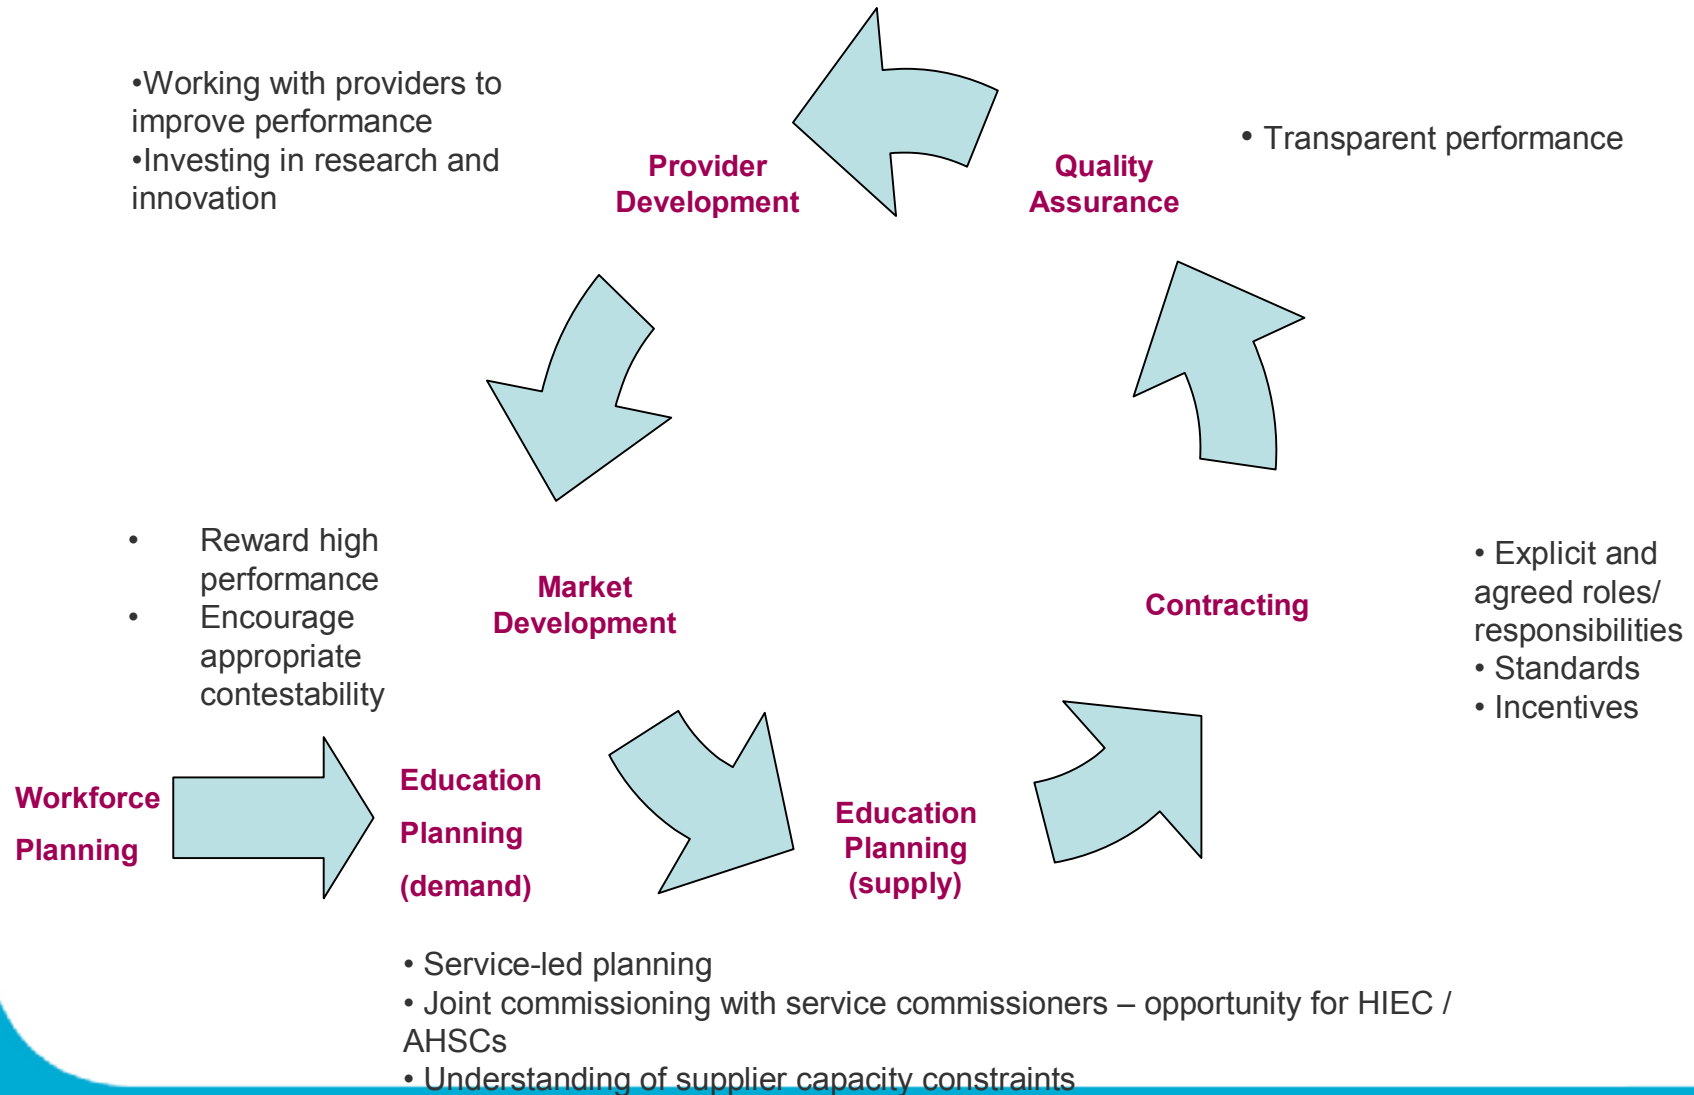 •Working with providers to
improve performance
•Investing in research and
innovation
Provider
Development
Quality
Assurance
• Transparent performance
• Reward high
performance
• Encourage
appropriate
contestability
Market
Development
Contracting
• Explicit and
agreed roles/
responsibilities
• Standards
• Incentives
Workforce
Planning
Education
Planning
(demand)
Education
Planning
(supply)
• Service-led planning
• Joint commissioning with service commissioners – opportunity for HIEC /
AHSCs
• Understanding of supplier capacity constraints